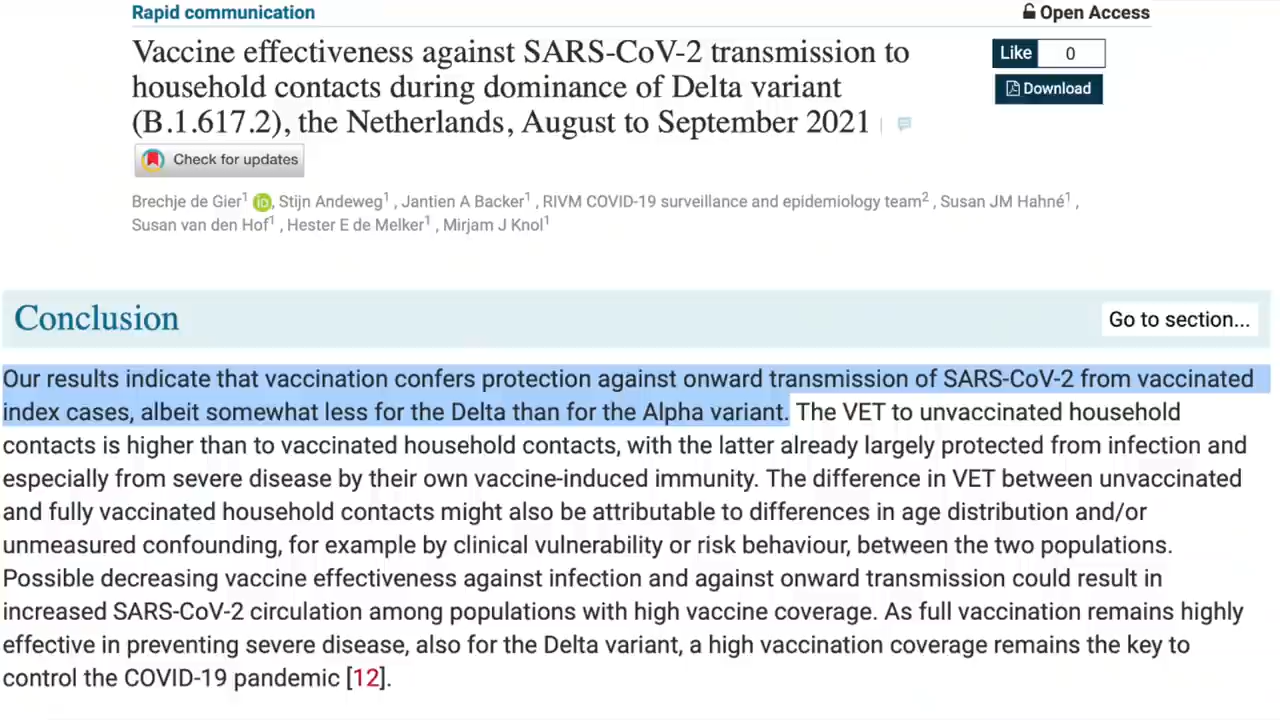 Rapid communication
Open Access
Vaccine effectiveness against SARS-CoV-2 transmission to
household contacts during dominance of Delta variant
(B.1.617.2), the Netherlands, August to September 2021
Like 0
Download
Check for updates
Brechje de Gier1 iD, Stijn Andeweg1 , Jantien A Backer1 , RIVM COVID-19 surveillance and epidemiology team2 , Susan JM Hahné1 ,
Susan van den Hof1 , Hester E de Melker1 , Mirjam J Knol1
Conclusion
Go to section...
Our results indicate that vaccination confers protection against onward transmission of SARS-CoV-2 from vaccinated
index cases, albeit somewhat less for the Delta than for the Alpha variant. The VET to unvaccinated household
contacts is higher than to vaccinated household contacts, with the latter already largely protected from infection and
especially from severe disease by their own vaccine-induced immunity. The difference in VET between unvaccinated
and fully vaccinated household contacts might also be attributable to differences in age distribution and/or
unmeasured confounding, for example by clinical vulnerability or risk behaviour, between the two populations.
Possible decreasing vaccine effectiveness against infection and against onward transmission could result in
increased SARS-CoV-2 circulation among populations with high vaccine coverage. As full vaccination remains highly
effective in preventing severe disease, also for the Delta variant, a high vaccination coverage remains the key to
control the COVID-19 pandemic [12].